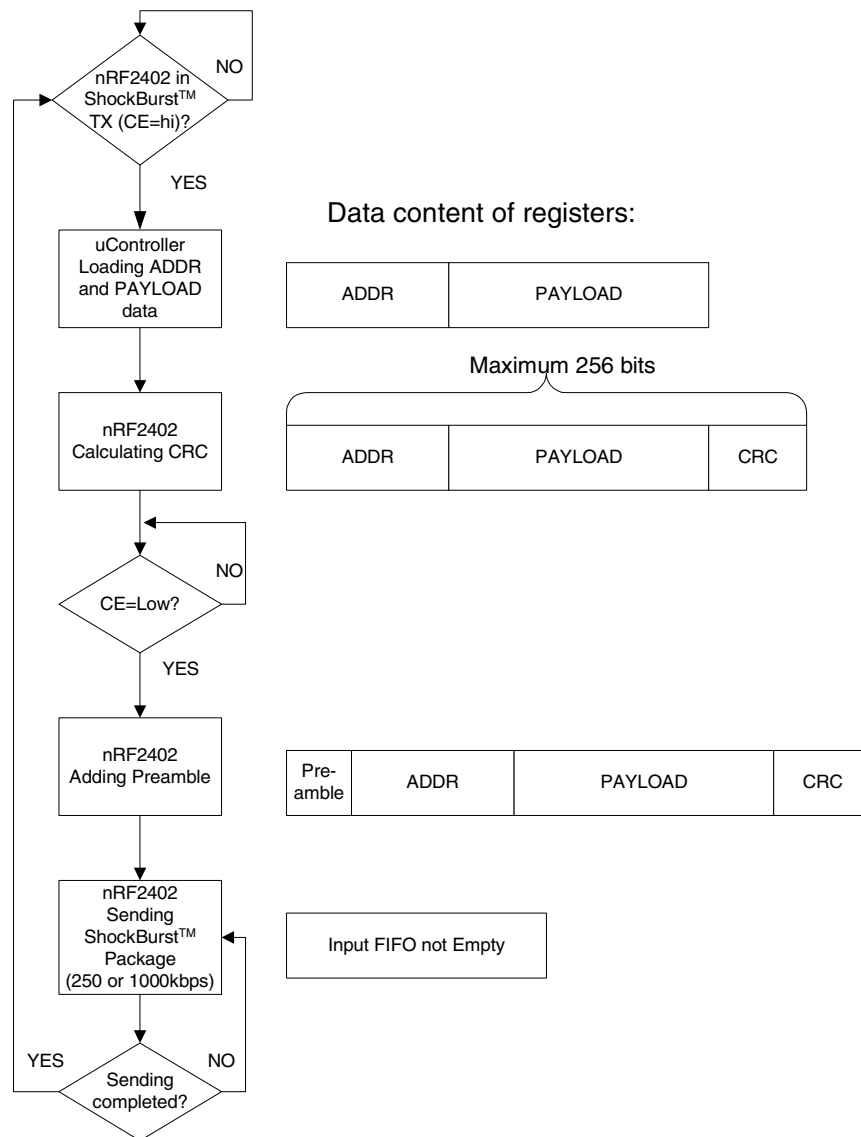 NO
nRF2402 in
ShockBurst™
TX (CE=hi)?
YES
Data content of registers:
uController
Loading ADDR
and PAYLOAD
data
ADDR
PAYLOAD
Maximum 256 bits
nRF2402
Calculating CRC
ADDR
PAYLOAD
CRC
NO
CE=Low?
YES
nRF2402
Adding Preamble
Pre-
amble
ADDR
PAYLOAD
CRC
nRF2402
Sending
ShockBurst™
Package
(250 or 1000kbps)
Input FIFO not Empty
YES
NO
Sending
completed?